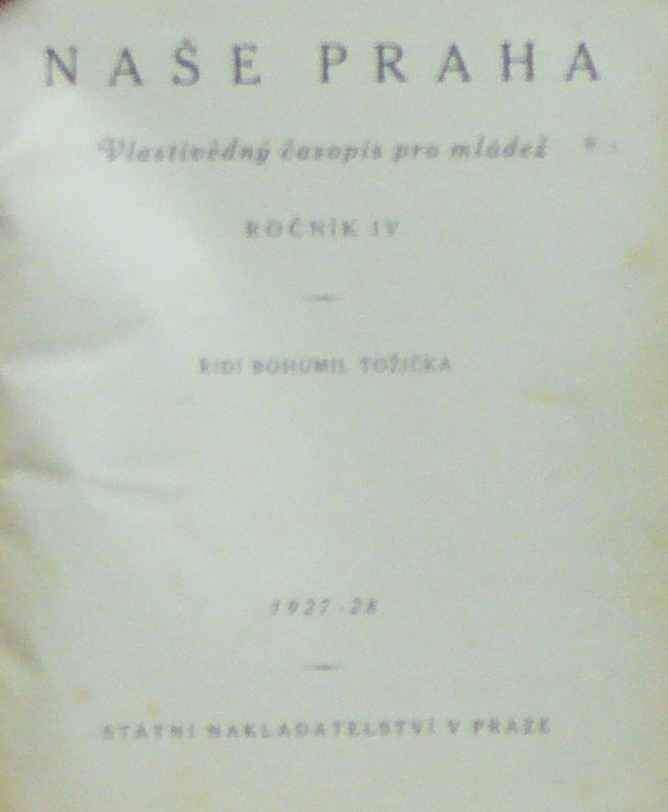 NAŠE PRAHA
Vlastivědný časopis pro mládež *
ROČNÍK IV
ŘÍDÍ BOHUMIL TOŽIČKA
1927-28
STÁTNÍ NAKLADATELSTVÍ V PRAZE